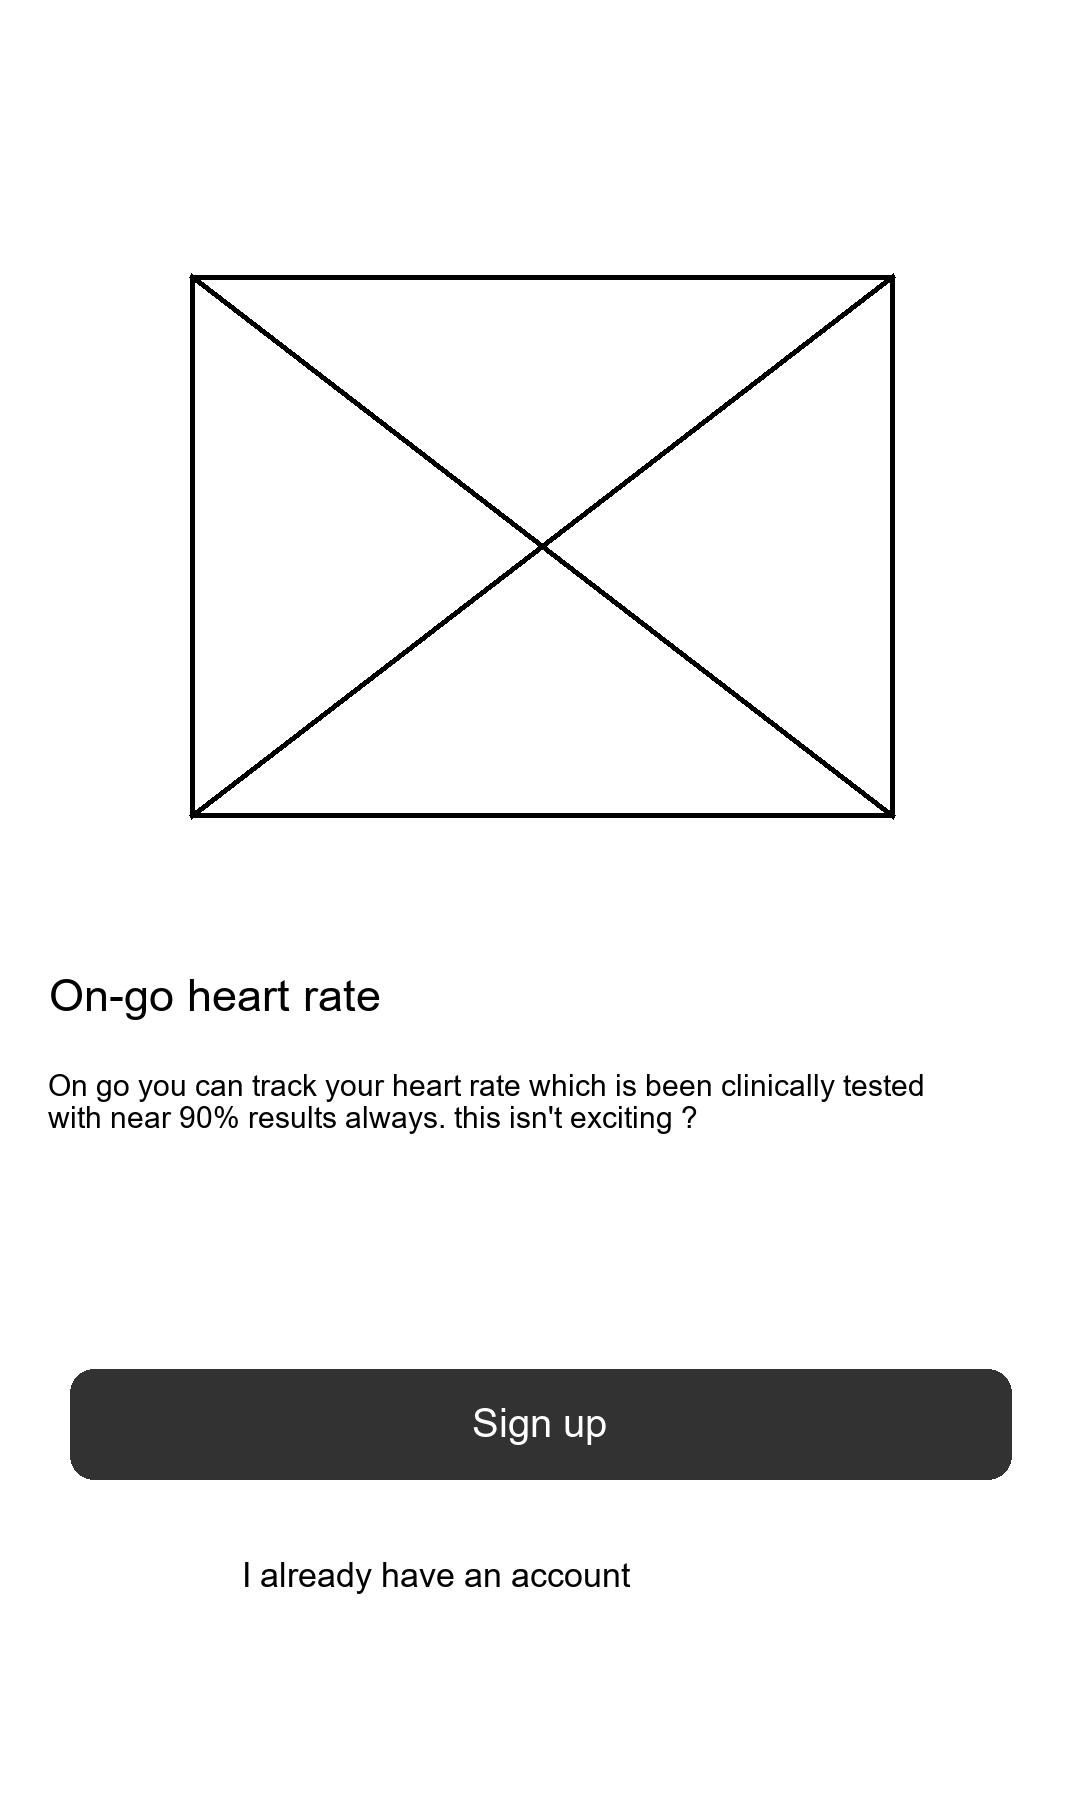 On-go heart rate
On go you can track your heart rate which is been clinically tested
with near 90% results always. this isn't exciting ?
Sign up
I already have an account